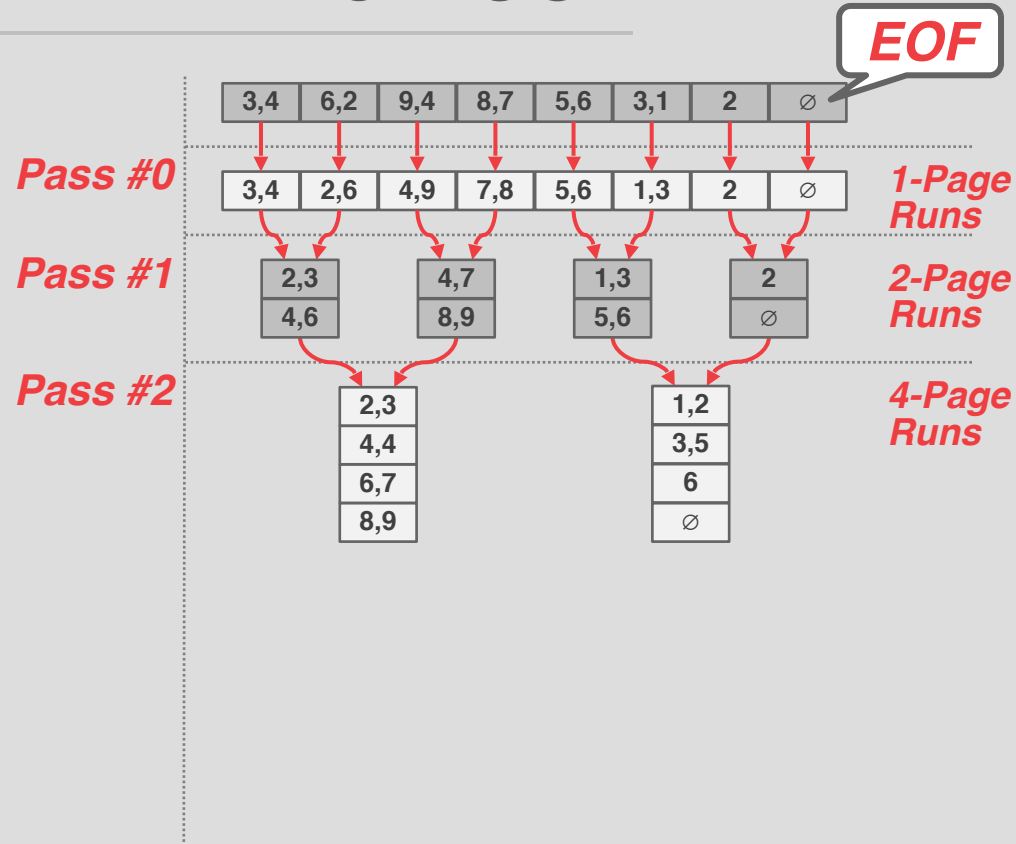 EOF
3,4 6,2 9,4 8,7 5,6 3,1 2 ∅
Pass #0
3,4 2,6 4,9 7,8 5,6 1,3 2 ∅
1-Page
Runs
Pass #1
2,3 4,7 1,3 2
4,6 8,9 5,6 ∅
2-Page
Runs
Pass #2
2,3 1,2
4,4 3,5
6,7 6
8,9 ∅
4-Page
Runs